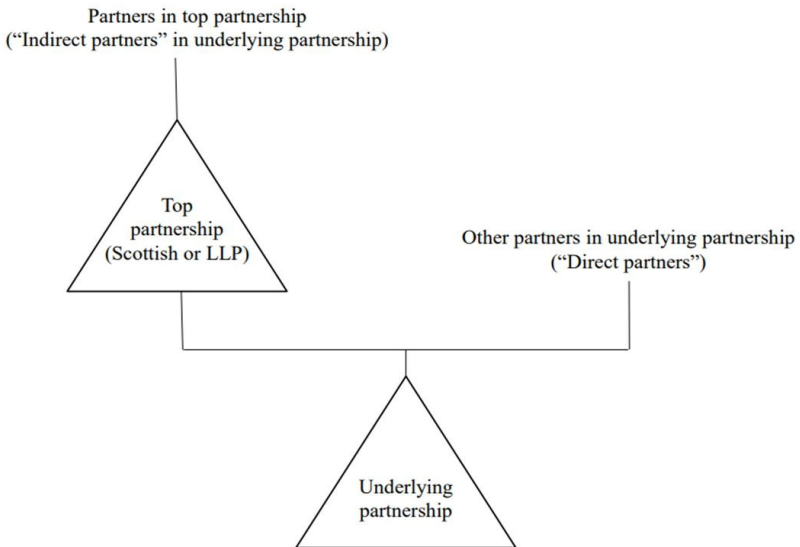 Partners in top partnership
(“Indirect partners” in underlying partnership)
Top
partnership
(Scottish or LLP)
Other partners in underlying partnership
(“Direct partners”)
Underlying
partnership